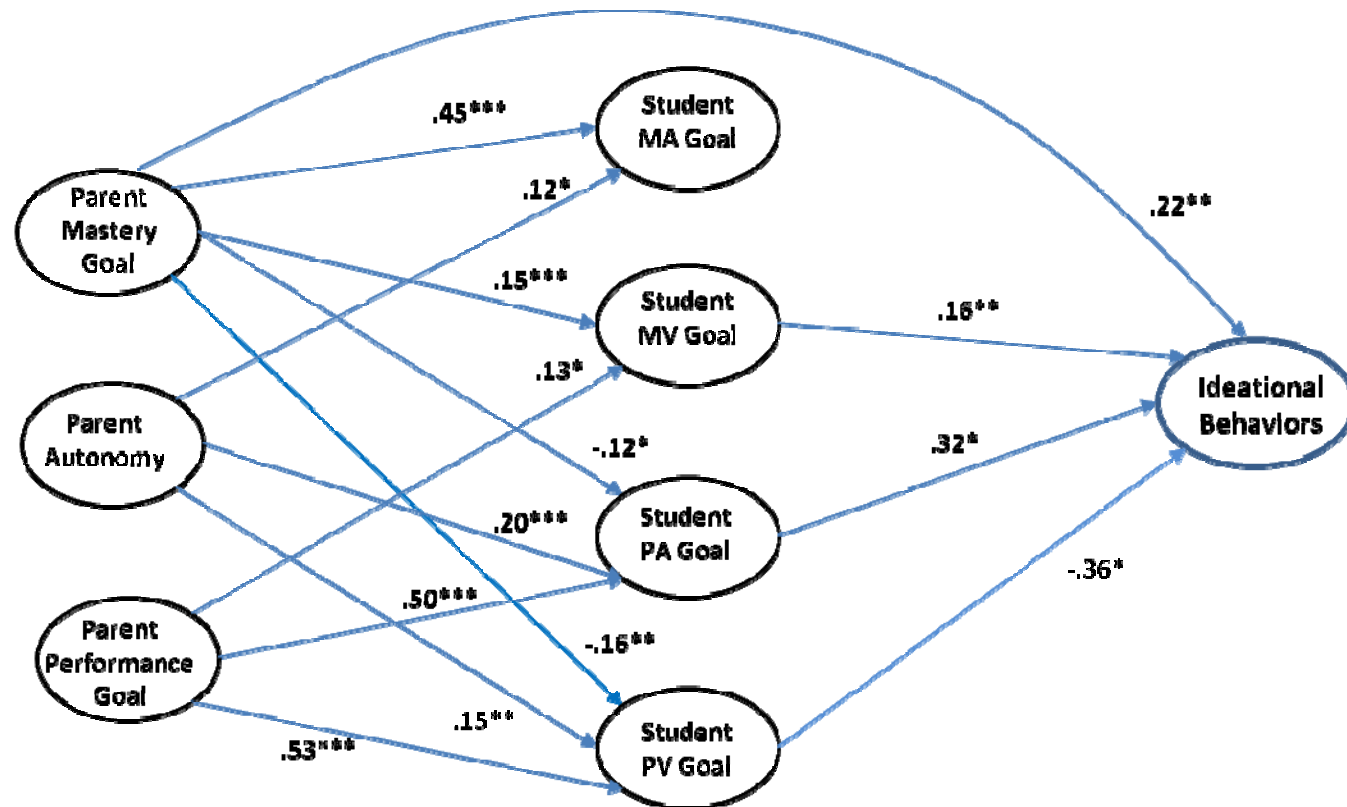 Student
MA Goal
.45***
Parent
Mastery
Goal
.12*
.22**
.15***
Student
MV Goal
.16**
.13*
Parent
Autonomy
Ideational
Behaviors
-.12*
.32*
.20***
Student
PA Goal
.50***
-.36*
Parent
Performance
Goal
-.16**
.15**
.53***
Student
PV Goal